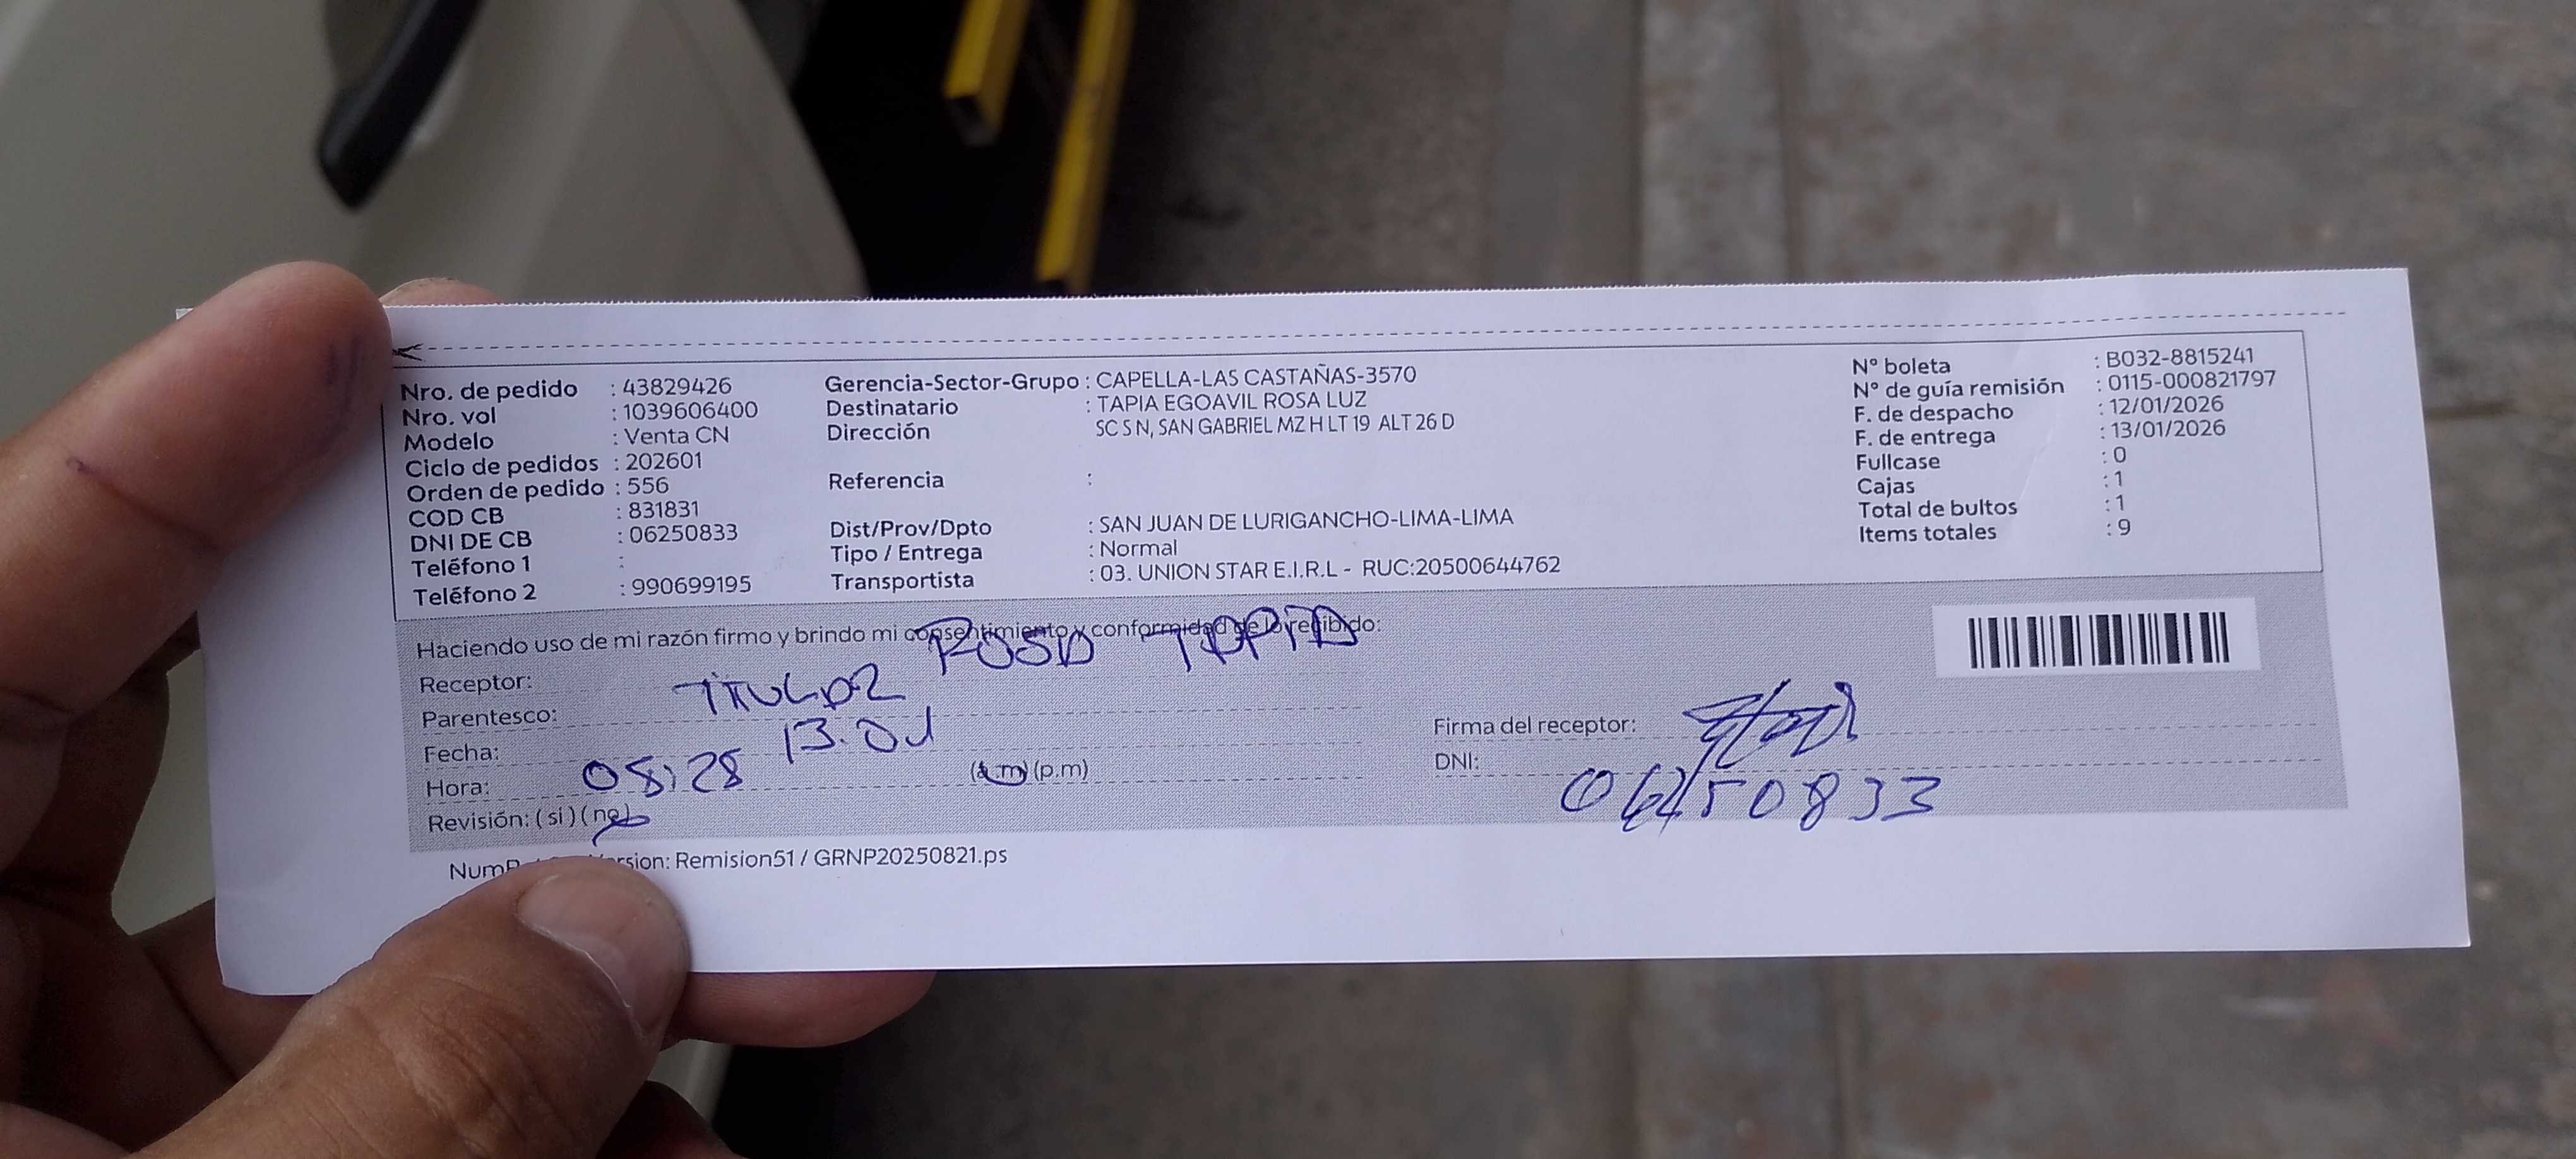 Nro. de pedido : 43829426
Nro. vol : 1039606400
Modelo : Venta CN
Ciclo de pedidos : 202601
Orden de pedido : 556
COD CB : 831831
DNI DE CB : 06250833
Teléfono 1 :
Teléfono 2 : 990699195
Gerencia-Sector-Grupo : CAPELLA-LAS CASTAÑAS-3570
Destinatario : TAPIA EGOAVIL ROSA LUZ
Dirección SC S N, SAN GABRIEL MZ H LT 19 ALT 26 D
Referencia :
Dist/Prov/Dpto : SAN JUAN DE LURIGANCHO-LIMA-LIMA
Tipo / Entrega : Normal
Transportista : 03. UNION STAR E.I.R.L - RUC:20500644762
Nº boleta : B032-8815241
Nº de guía remisión : 0115-000821797
F. de despacho : 12/01/2026
F. de entrega : 13/01/2026
Fullcase : 0
Cajas : 1
Total de bultos : 1
Items totales : 9
Haciendo uso de mi razón firmo y brindo mi consentimiento y conformidad de lo recibido:
Receptor: ROSA TAPIA
Parentesco: TITULAR
Fecha: 13.01
Hora: 08:28 (a.m) (p.m)
Revisión: ( si ) ( no )
Firma del receptor:
DNI: 06250833
rsion: Remision51 / GRNP20250821.ps